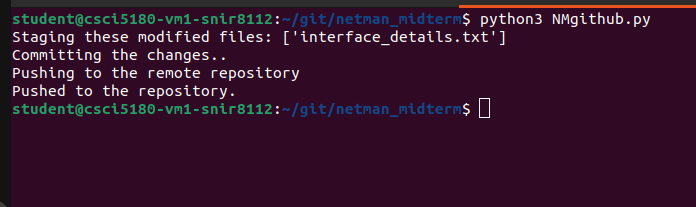 student@csci5180-vm1-snir8112:~/git/netman_midterm$ python3 NMgithub.py
Staging these modified files: ['interface_details.txt']
Committing the changes..
Pushing to the remote repository
Pushed to the repository.
student@csci5180-vm1-snir8112:~/git/netman_midterm$